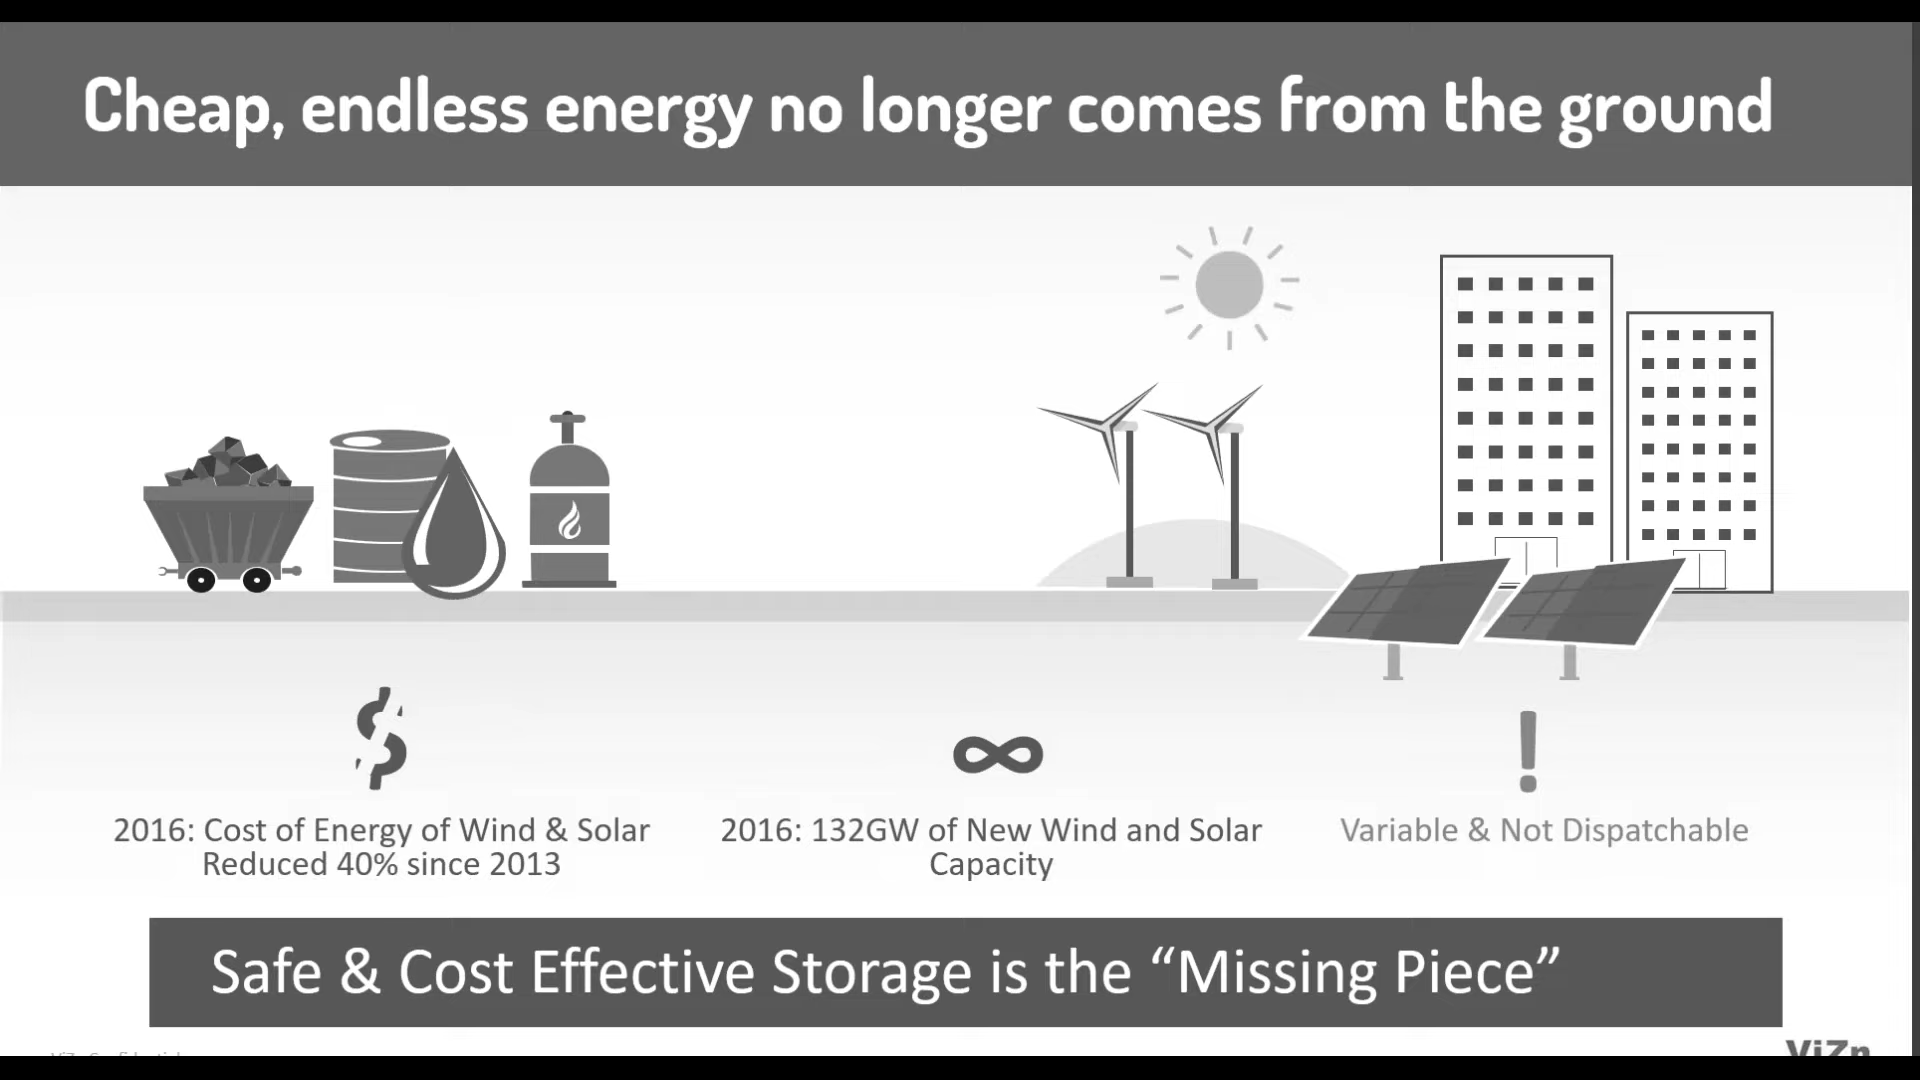 Cheap, endless energy no longer comes from the ground
2016: Cost of Energy of Wind & Solar
Reduced 40% since 2013
2016: 132GW of New Wind and Solar
Capacity
Variable & Not Dispatchable
Safe & Cost Effective Storage is the “Missing Piece”
ViZn